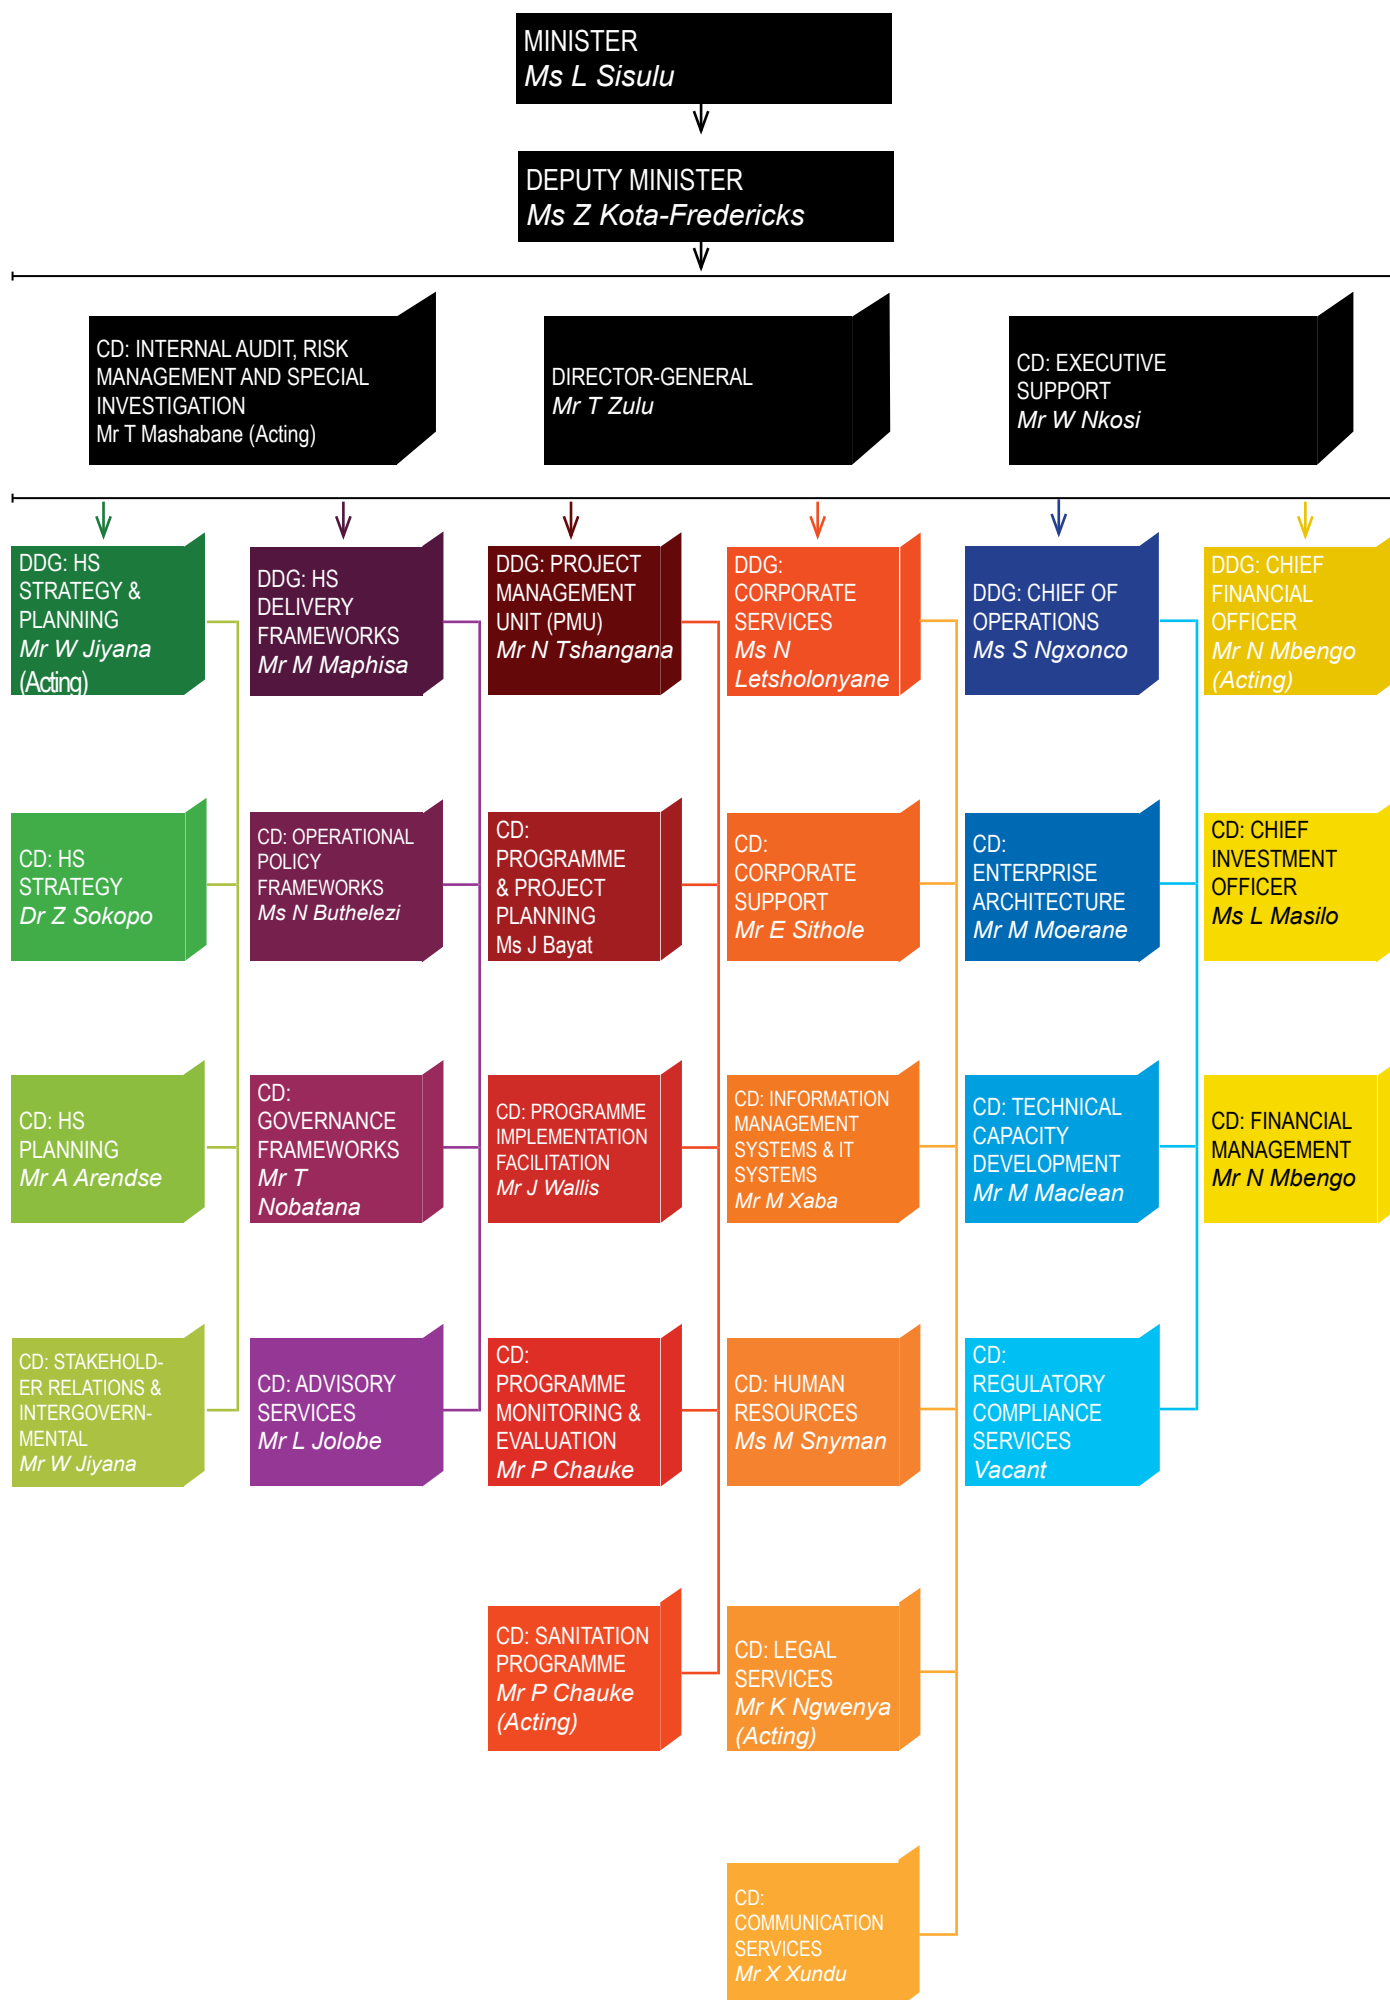 MINISTER
Ms L Sisulu
DEPUTY MINISTER
Ms Z Kota-Fredericks
CD: INTERNAL AUDIT, RISK
MANAGEMENT AND SPECIAL
INVESTIGATION
Mr T Mashabane (Acting)
DIRECTOR-GENERAL
Mr T Zulu
CD: EXECUTIVE
SUPPORT
Mr W Nkosi
DDG: HS
STRATEGY &
PLANNING
Mr W Jiyana
(Acting)
DDG: HS
DELIVERY
FRAMEWORKS
Mr M Maphisa
DDG: PROJECT
MANAGEMENT
UNIT (PMU)
Mr N Tshangana
DDG:
CORPORATE
SERVICES
Ms N
Letsholonyane
DDG: CHIEF OF
OPERATIONS
Ms S Ngxonco
DDG: CHIEF
FINANCIAL
OFFICER
Mr N Mbengo
(Acting)
CD: HS
STRATEGY
Dr Z Sokopo
CD: OPERATIONAL
POLICY
FRAMEWORKS
Ms N Buthelezi
CD:
PROGRAMME
& PROJECT
PLANNING
Ms J Bayat
CD:
CORPORATE
SUPPORT
Mr E Sithole
CD:
ENTERPRISE
ARCHITECTURE
Mr M Moerane
CD: CHIEF
INVESTMENT
OFFICER
Ms L Masilo
CD: HS
PLANNING
Mr A Arendse
CD:
GOVERNANCE
FRAMEWORKS
Mr T
Nobatana
CD: PROGRAMME
IMPLEMENTATION
FACILITATION
Mr J Wallis
CD: INFORMATION
MANAGEMENT
SYSTEMS & IT
SYSTEMS
Mr M Xaba
CD: TECHNICAL
CAPACITY
DEVELOPMENT
Mr M Maclean
CD: FINANCIAL
MANAGEMENT
Mr N Mbengo
CD: STAKEHOLD-
ER RELATIONS &
INTERGOVERN-
MENTAL
Mr W Jiyana
CD: ADVISORY
SERVICES
Mr L Jolobe
CD:
PROGRAMME
MONITORING &
EVALUATION
Mr P Chauke
CD: HUMAN
RESOURCES
Ms M Snyman
CD:
REGULATORY
COMPLIANCE
SERVICES
Vacant
CD: SANITATION
PROGRAMME
Mr P Chauke
(Acting)
CD: LEGAL
SERVICES
Mr K Ngwenya
(Acting)
CD:
COMMUNICATION
SERVICES
Mr X Xundu